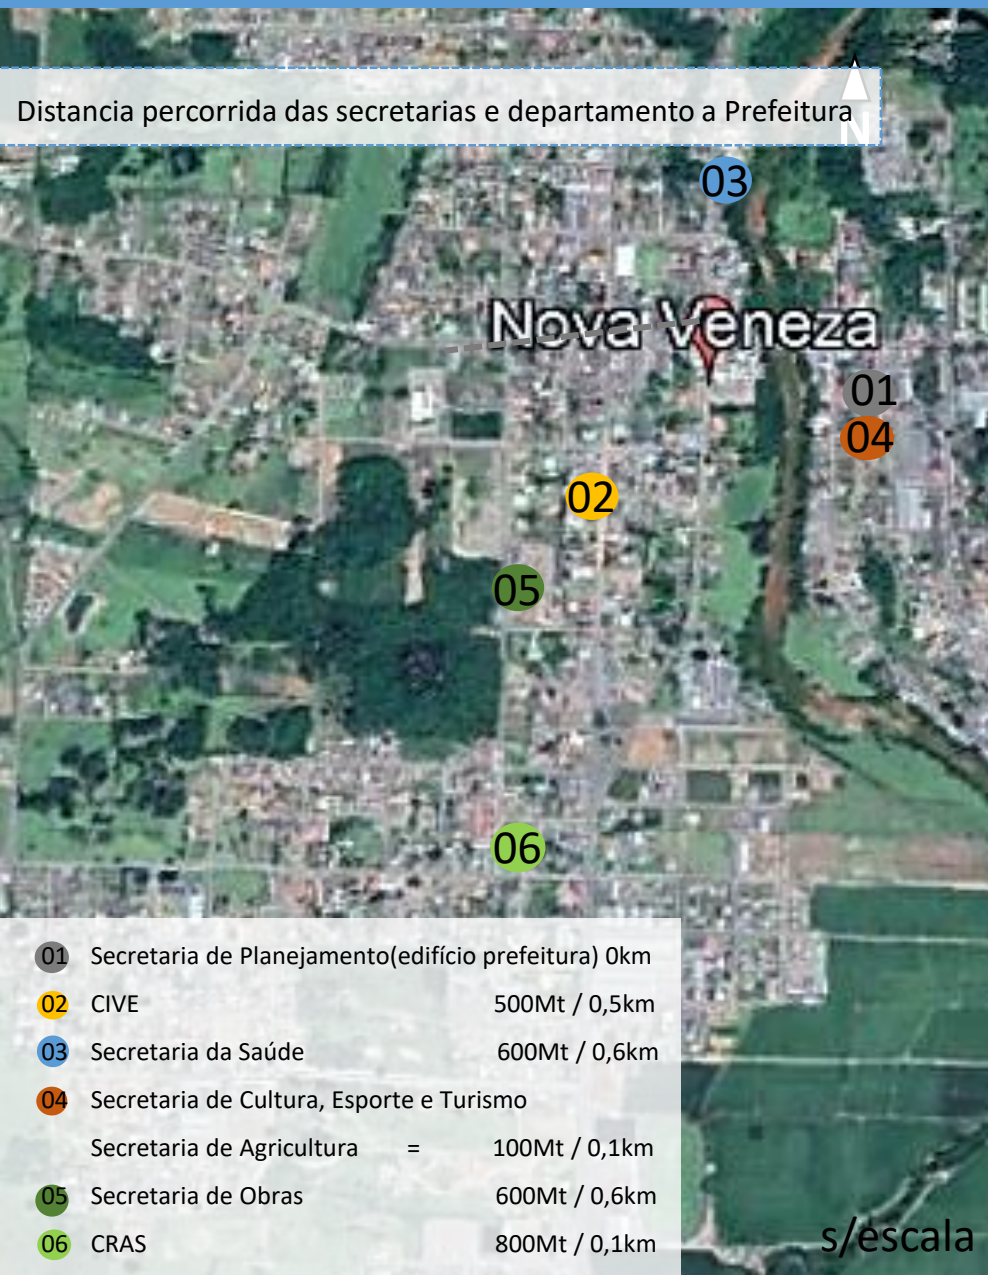 Distancia percorrida das secretarias e departamento a Prefeitura
N
03
Nova Veneza
01
04
02
05
06
01 Secretaria de Planejamento(edifício prefeitura) 0km
02 CIVE 500Mt / 0,5km
03 Secretaria da Saúde 600Mt / 0,6km
04 Secretaria de Cultura, Esporte e Turismo
Secretaria de Agricultura = 100Mt / 0,1km
05 Secretaria de Obras 600Mt / 0,6km
06 CRAS 800Mt / 0,1km
s/escala